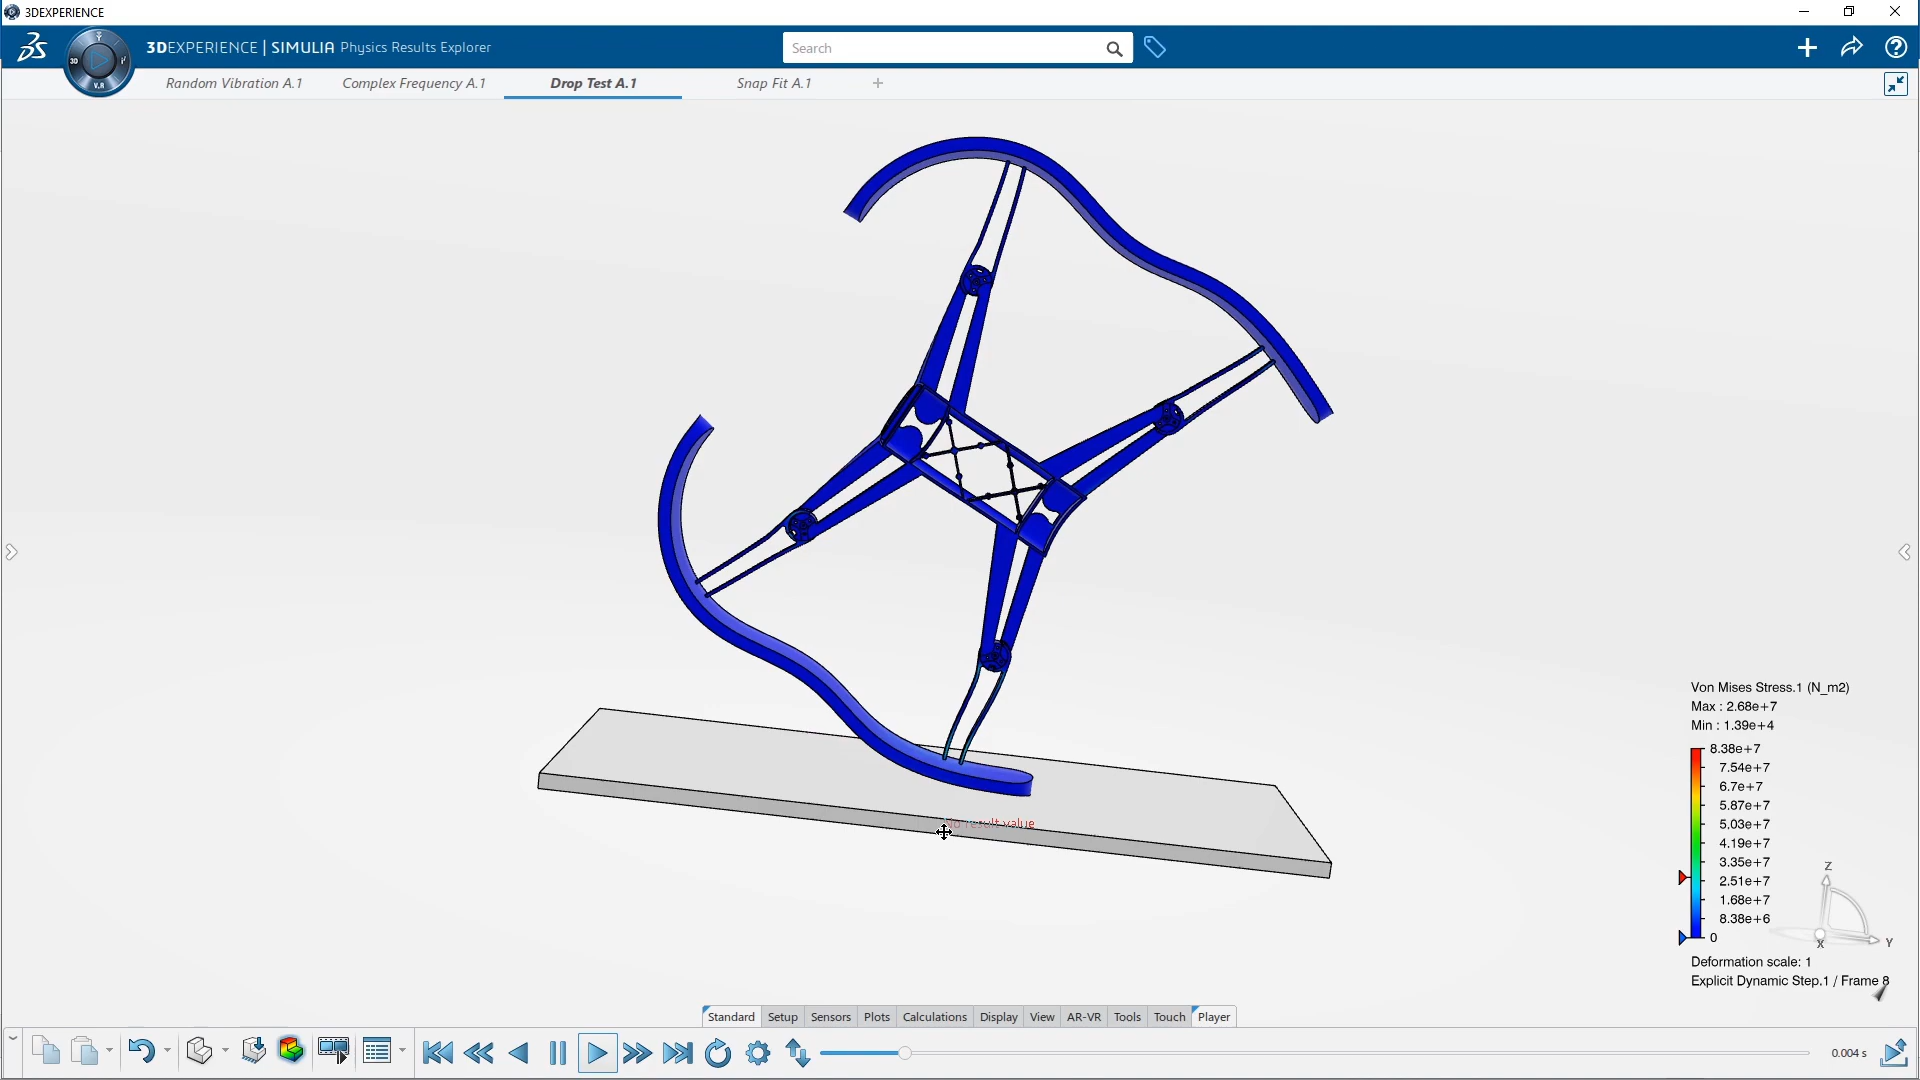 3DEXPERIENCE
3DEXPERIENCE | SIMULIA Physics Results Explorer
Search
3D
V.R
Random Vibration A.1
Complex Frequency A.1
Drop Test A.1
Snap Fit A.1
No result value
Von Mises Stress.1 (N_m2)
Max : 2.68e+7
Min : 1.39e+4
8.38e+7
7.54e+7
6.7e+7
5.87e+7
5.03e+7
4.19e+7
3.35e+7
2.51e+7
1.68e+7
8.38e+6
0
Z
X
Y
Deformation scale: 1
Explicit Dynamic Step.1 / Frame 8
Standard
Setup
Sensors
Plots
Calculations
Display
View
AR-VR
Tools
Touch
Player
0.004 s